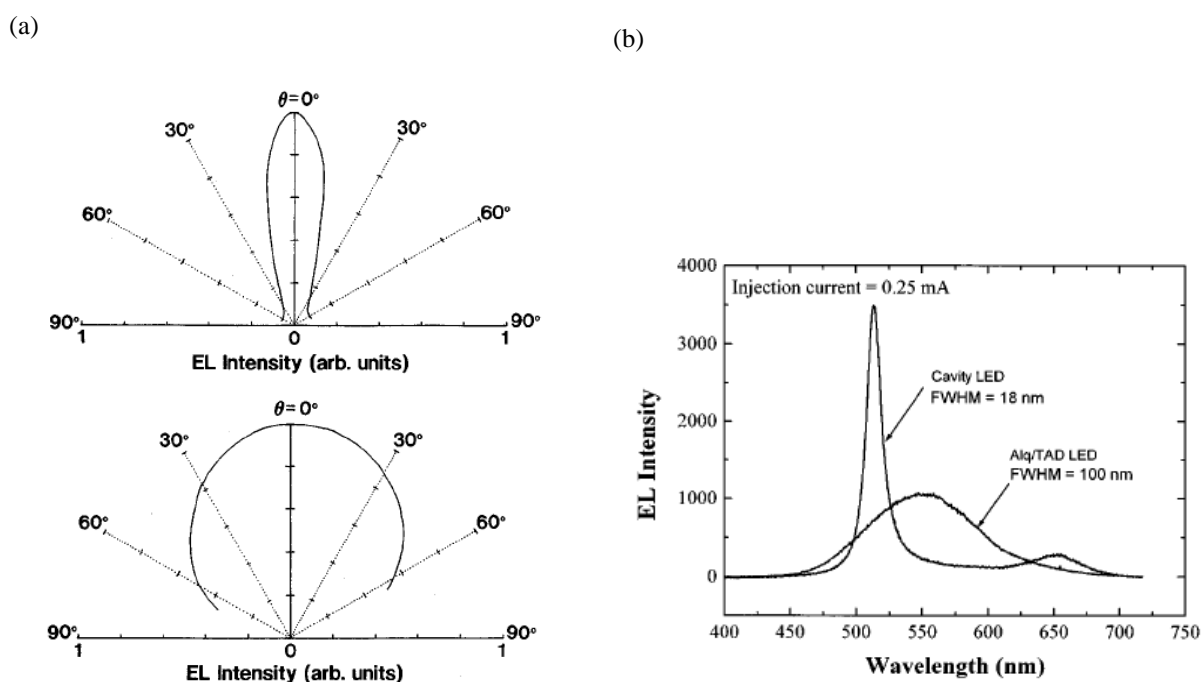 (a)
(b)
θ=0°
30° 30°
60° 60°
90° 90°
1 0 1
EL Intensity (arb. units)
θ=0°
30° 30°
60° 60°
90° 90°
1 0 1
EL Intensity (arb. units)
4000
3000
2000
1000
0
EL Intensity
Injection current = 0.25 mA
Cavity LED
FWHM = 18 nm
Alq/TAD LED
FWHM = 100 nm
400 450 500 550 600 650 700 750
Wavelength (nm)